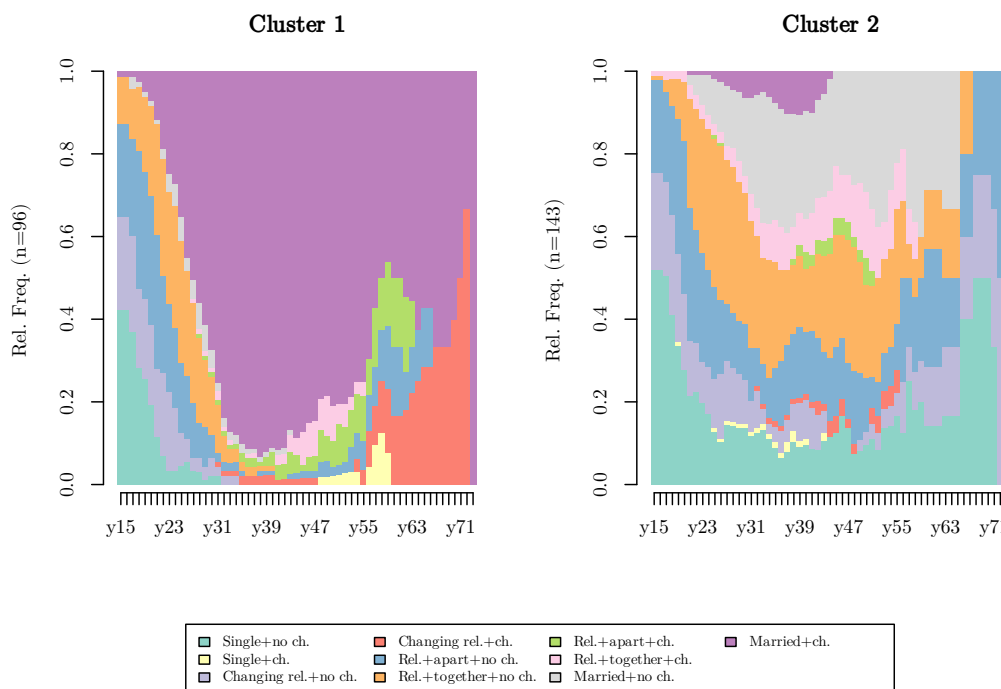 Cluster 1
Cluster 2
Rel. Freq. (n=96)
0.0 0.2 0.4 0.6 0.8 1.0
y15 y23 y31 y39 y47 y55 y63 y71
Rel. Freq. (n=143)
0.0 0.2 0.4 0.6 0.8 1.0
y15 y23 y31 y39 y47 y55 y63
Single+no ch.
Single+ch.
Changing rel.+no ch.
Changing rel.+ch.
Rel.+apart+no ch.
Rel.+together+no ch.
Rel.+apart+ch.
Rel.+together+ch.
Married+no ch.
Married+ch.